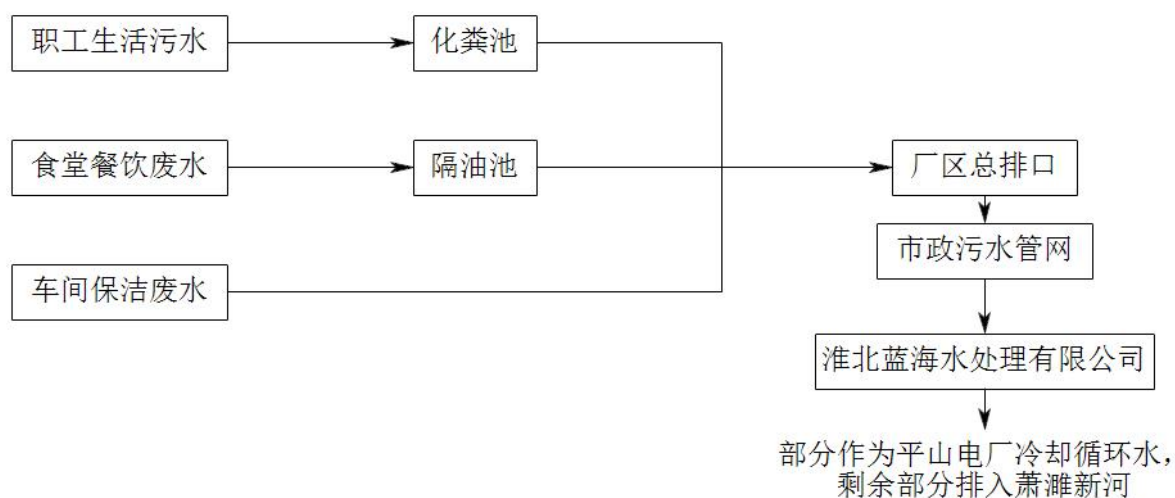 职工生活污水
化粪池
食堂餐饮废水
隔油池
厂区总排口
市政污水管网
车间保洁废水
淮北蓝海水处理有限公司
部分作为平山电厂冷却循环水，
剩余部分排入萧濉新河